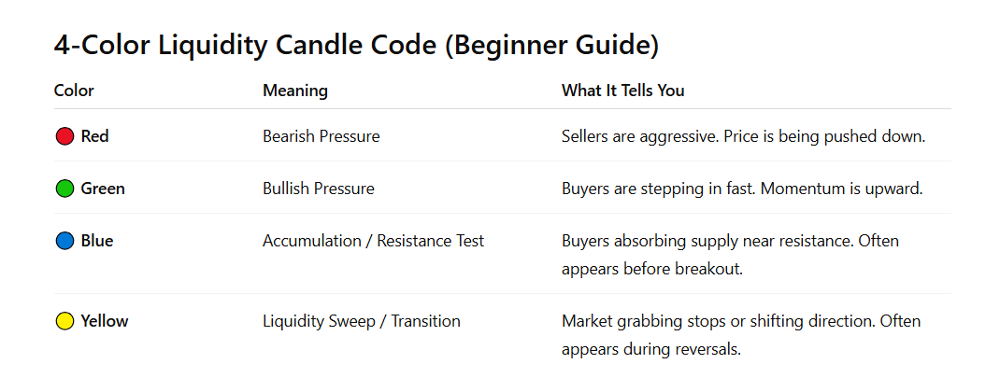 4-Color Liquidity Candle Code (Beginner Guide)
Color Meaning What It Tells You
Red Bearish Pressure Sellers are aggressive. Price is being pushed down.
Green Bullish Pressure Buyers are stepping in fast. Momentum is upward.
Blue Accumulation / Resistance Test Buyers absorbing supply near resistance. Often
appears before breakout.
Yellow Liquidity Sweep / Transition Market grabbing stops or shifting direction. Often
appears during reversals.